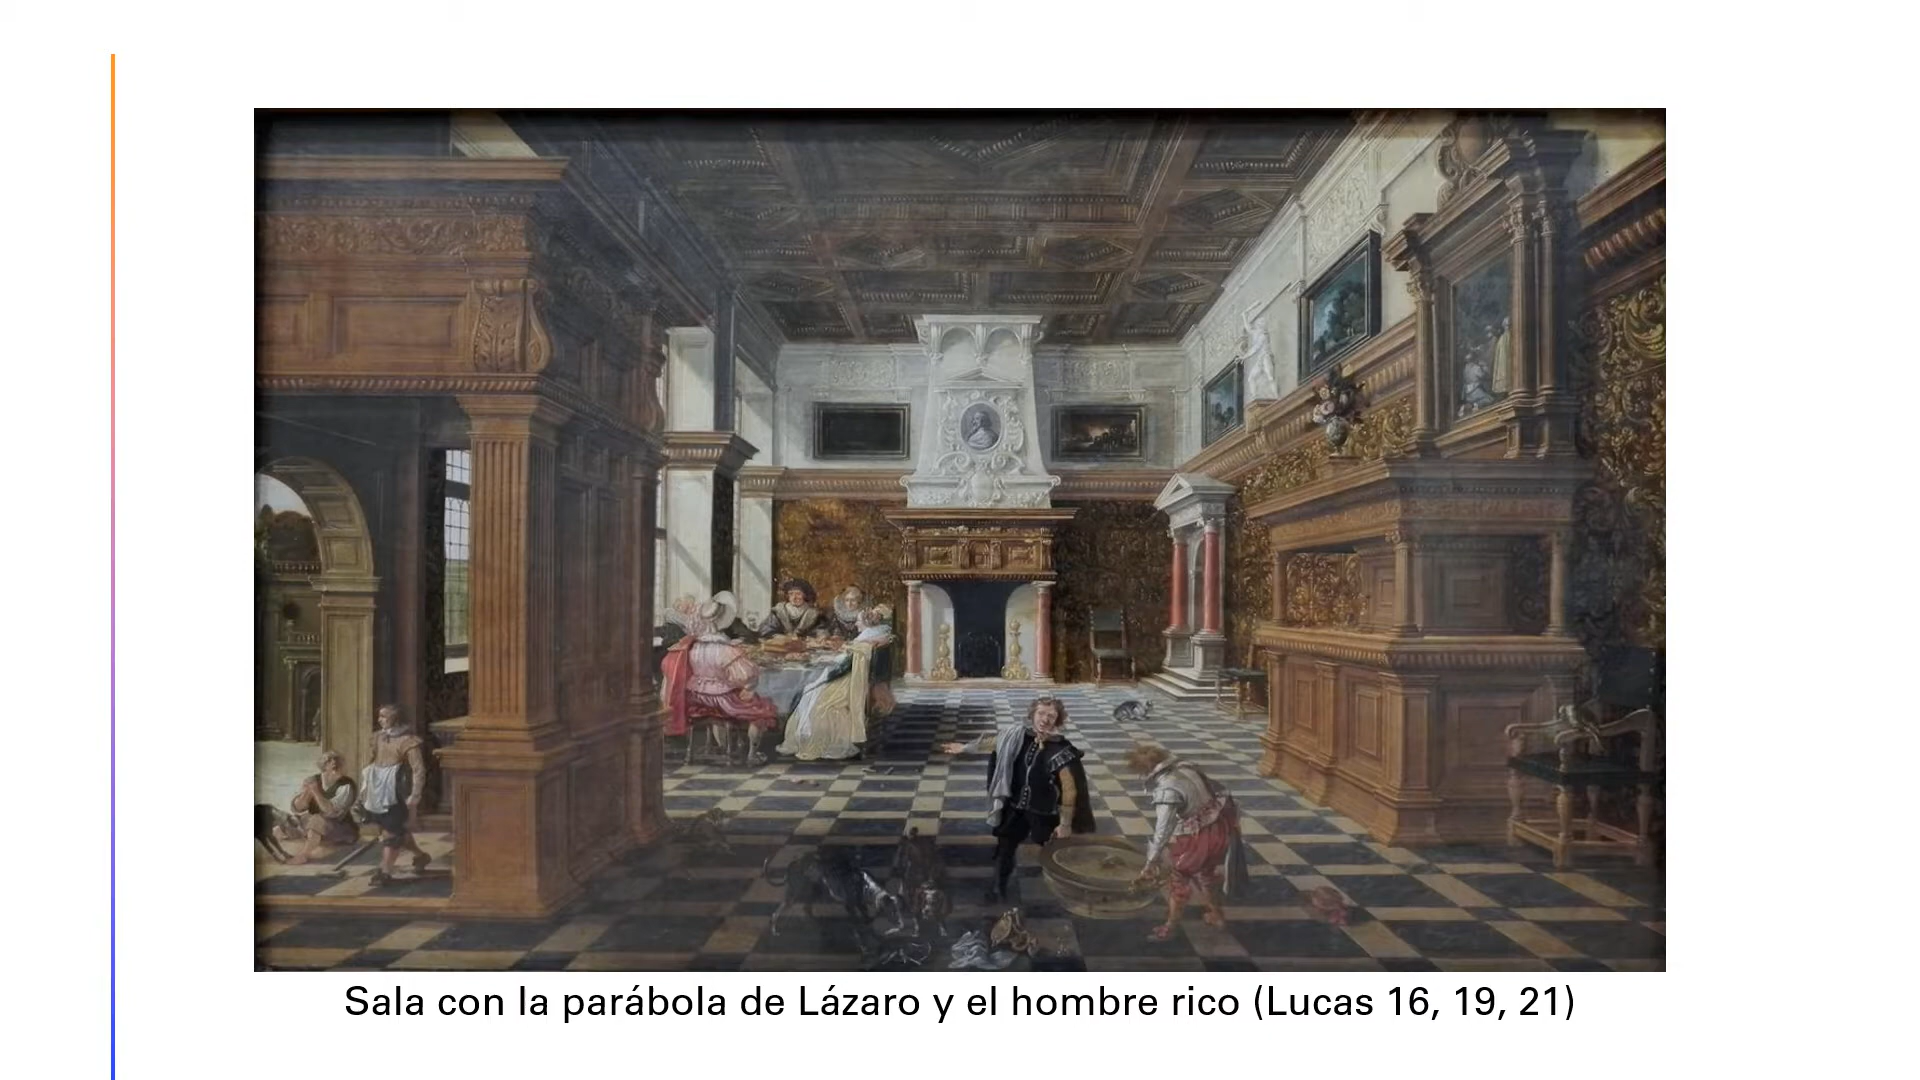 Sala con la parábola de Lázaro y el hombre rico (Lucas 16, 19, 21)